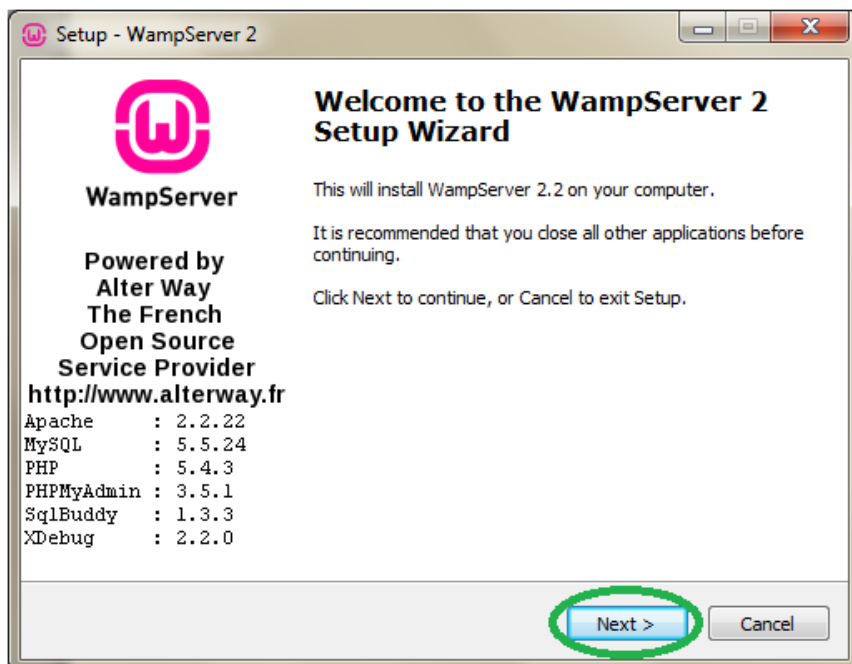 Setup - WampServer 2
WampServer
Powered by
Alter Way
The French
Open Source
Service Provider
http://www.alterway.fr
Apache : 2.2.22
MySQL : 5.5.24
PHP : 5.4.3
PHPMyAdmin : 3.5.1
SqlBuddy : 1.3.3
XDebug : 2.2.0
Welcome to the WampServer 2
Setup Wizard
This will install WampServer 2.2 on your computer.
It is recommended that you close all other applications before
continuing.
Click Next to continue, or Cancel to exit Setup.
Next >
Cancel